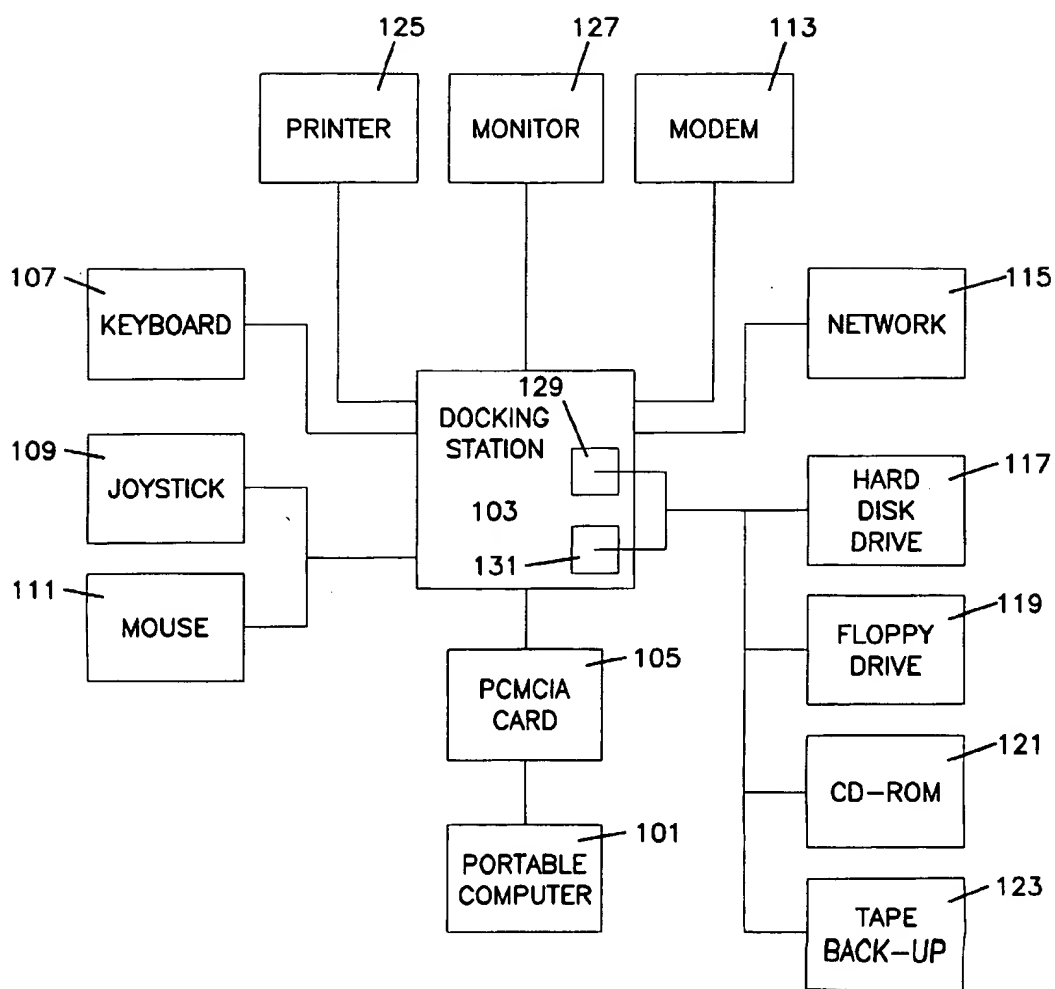 125
127
113
PRINTER
MONITOR
MODEM
107
115
KEYBOARD
NETWORK
129
DOCKING
STATION
109
117
JOYSTICK
HARD
DISK
DRIVE
103
131
111
119
MOUSE
FLOPPY
DRIVE
105
PCMCIA
CARD
121
CD-ROM
101
PORTABLE
COMPUTER
123
TAPE
BACK-UP